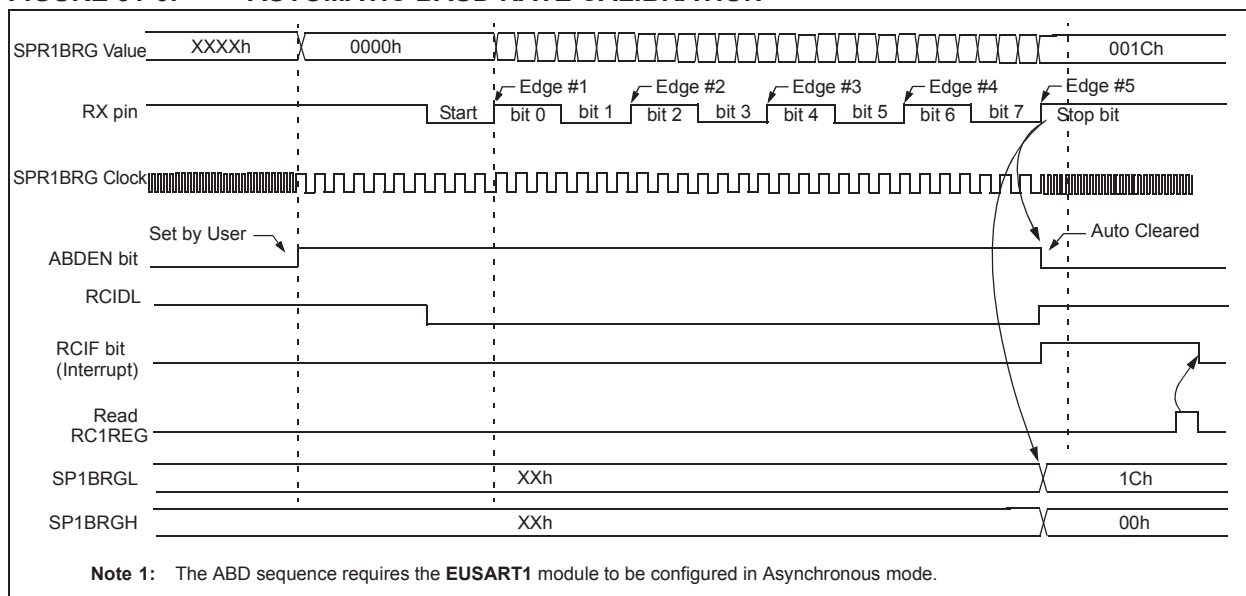 SPR1BRG Value XXXXh 0000h 001Ch
Edge #1 Edge #2 Edge #3 Edge #4 Edge #5
RX pin Start bit 0 bit 1 bit 2 bit 3 bit 4 bit 5 bit 6 bit 7 Stop bit
SPR1BRG Clock
Set by User Auto Cleared
ABDEN bit
RCIDL
RCIF bit
(Interrupt)
Read
RC1REG
SP1BRGL XXh 1Ch
SP1BRGH XXh 00h
Note 1: The ABD sequence requires the EUSART1 module to be configured in Asynchronous mode.